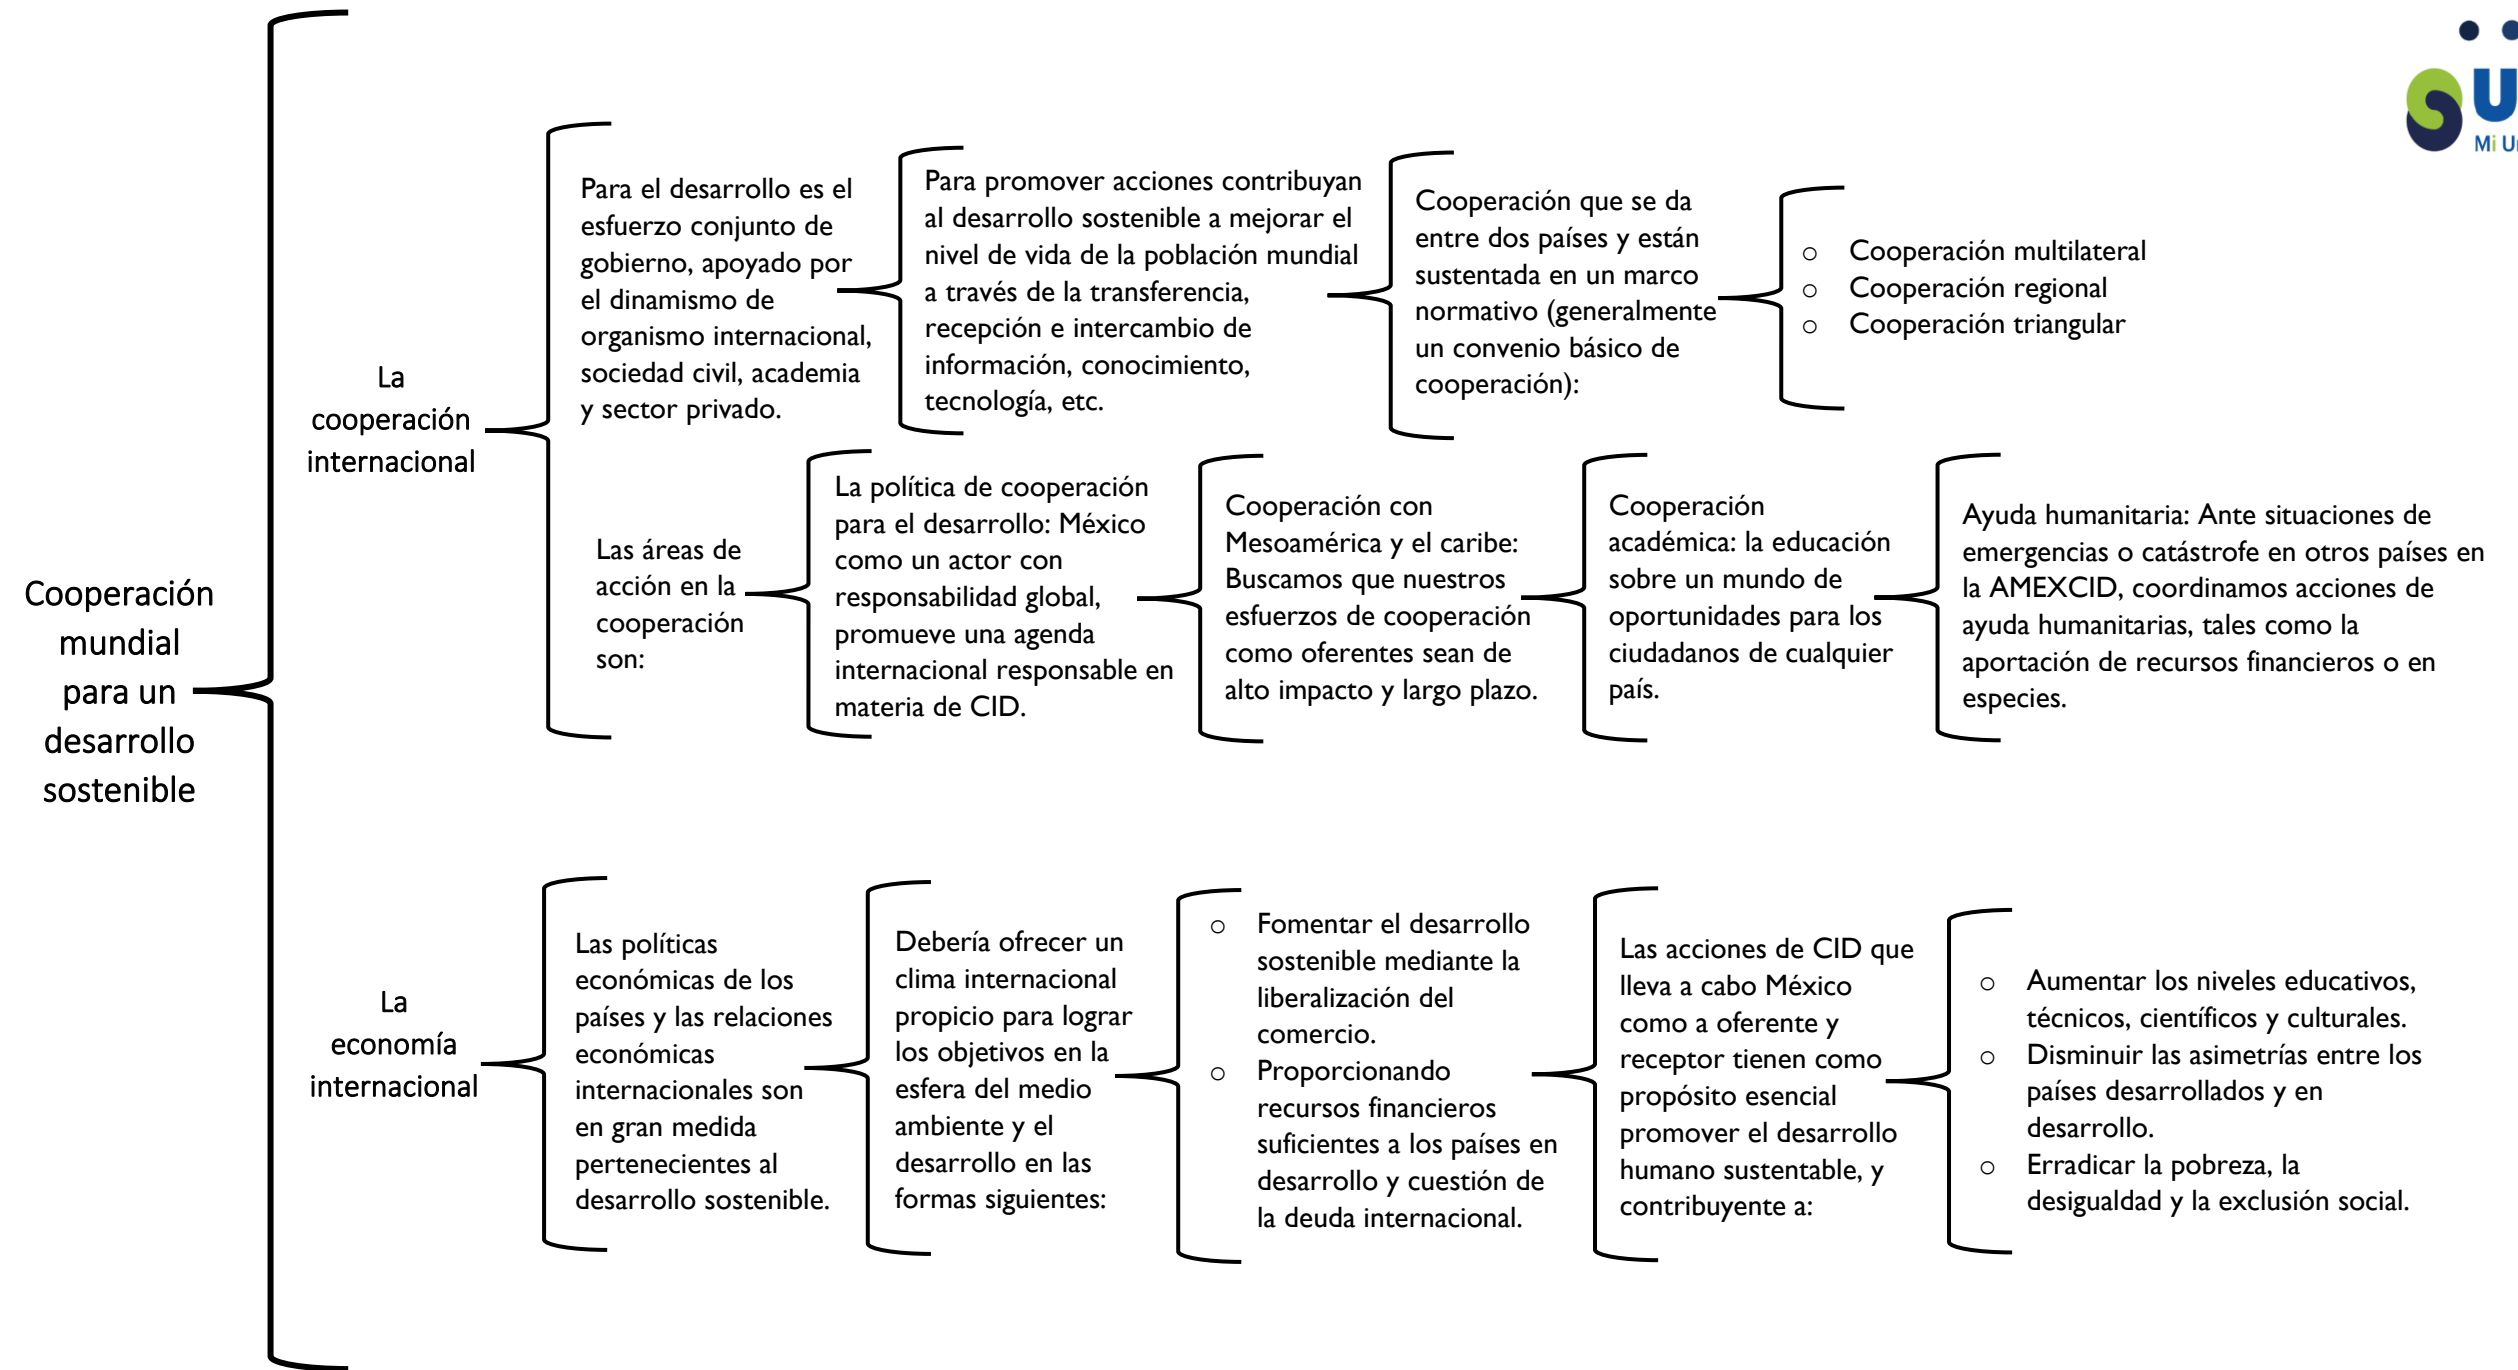 Cooperación
mundial
para un
desarrollo
sostenible
La
cooperación
internacional
Para el desarrollo es el
esfuerzo conjunto de
gobierno, apoyado por
el dinamismo de
organismo internacional,
sociedad civil, academia
y sector privado.
Para promover acciones contribuyan
al desarrollo sostenible a mejorar el
nivel de vida de la población mundial
a través de la transferencia,
recepción e intercambio de
información, conocimiento,
tecnología, etc.
Cooperación que se da
entre dos países y están
sustentada en un marco
normativo (generalmente
un convenio básico de
cooperación):
o Cooperación multilateral
o Cooperación regional
o Cooperación triangular
Las áreas de
acción en la
cooperación
son:
La política de cooperación
para el desarrollo: México
como un actor con
responsabilidad global,
promueve una agenda
internacional responsable en
materia de CID.
Cooperación con
Mesoamérica y el caribe:
Buscamos que nuestros
esfuerzos de cooperación
como oferentes sean de
alto impacto y largo plazo.
Cooperación
académica: la educación
sobre un mundo de
oportunidades para los
ciudadanos de cualquier
país.
Ayuda humanitaria: Ante situaciones de
emergencias o catástrofe en otros países en
la AMEXCID, coordinamos acciones de
ayuda humanitarias, tales como la
aportación de recursos financieros o en
especies.
La
economía
internacional
Las políticas
económicas de los
países y las relaciones
económicas
internacionales son
en gran medida
pertenecientes al
desarrollo sostenible.
Debería ofrecer un
clima internacional
propicio para lograr
los objetivos en la
esfera del medio
ambiente y el
desarrollo en las
formas siguientes:
o Fomentar el desarrollo
sostenible mediante la
liberalización del
comercio.
o Proporcionando
recursos financieros
suficientes a los países en
desarrollo y cuestión de
la deuda internacional.
Las acciones de CID que
lleva a cabo México
como a oferente y
receptor tienen como
propósito esencial
promover el desarrollo
humano sustentable, y
contribuyente a:
o Aumentar los niveles educativos,
técnicos, científicos y culturales.
o Disminuir las asimetrías entre los
países desarrollados y en
desarrollo.
o Erradicar la pobreza, la
desigualdad y la exclusión social.
U
Mi U